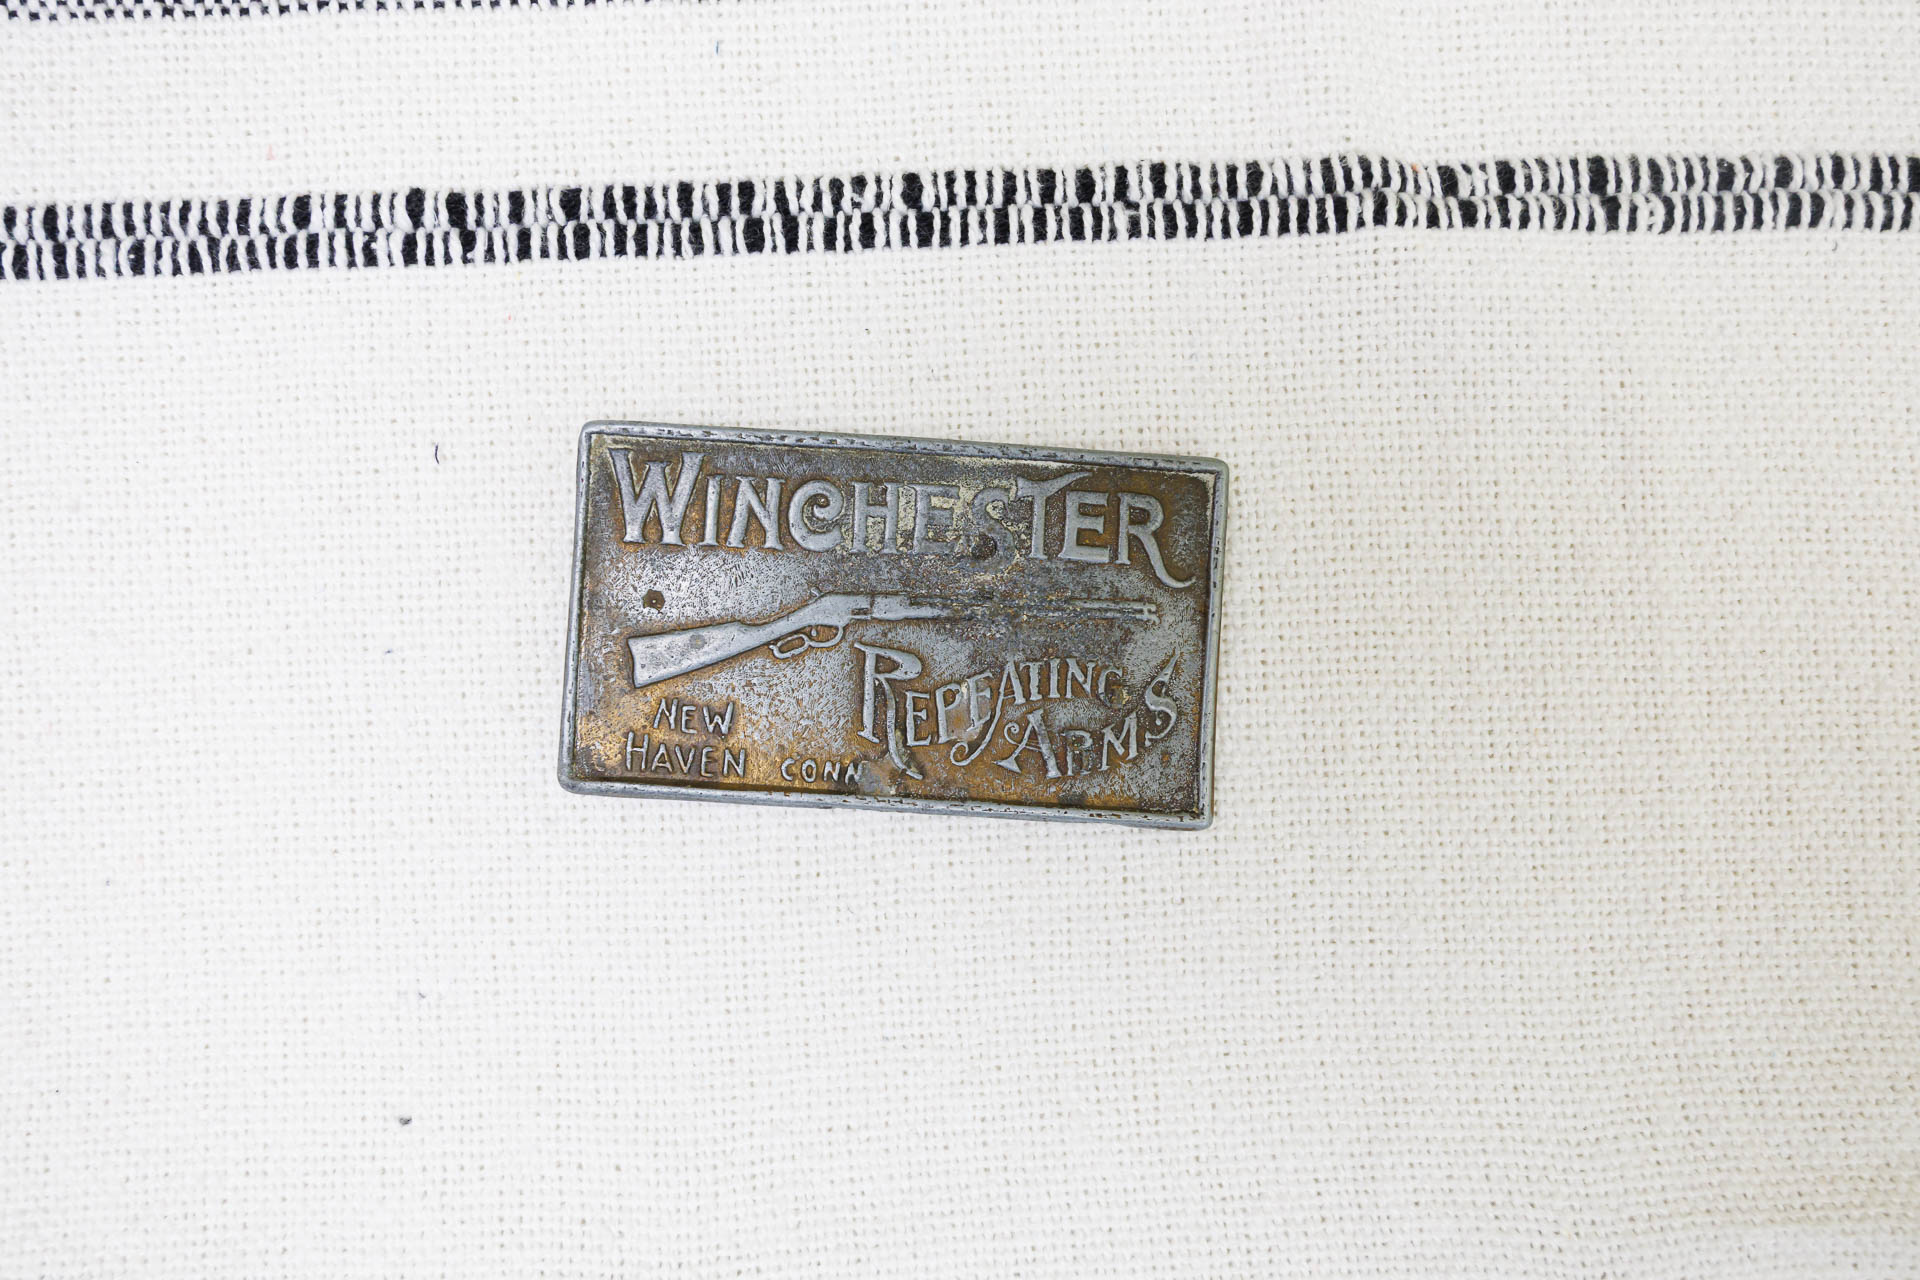 WINCHESTER
REPEATING
ARMS
NEW
HAVEN CONN